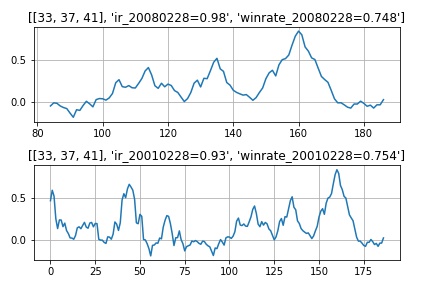 [[33, 37, 41], 'ir_20080228=0.98', 'winrate_20080228=0.748']
0.5
0.0
80 100 120 140 160 180
[[33, 37, 41], 'ir_20010228=0.93', 'winrate_20010228=0.754']
0.5
0.0
0 25 50 75 100 125 150 175